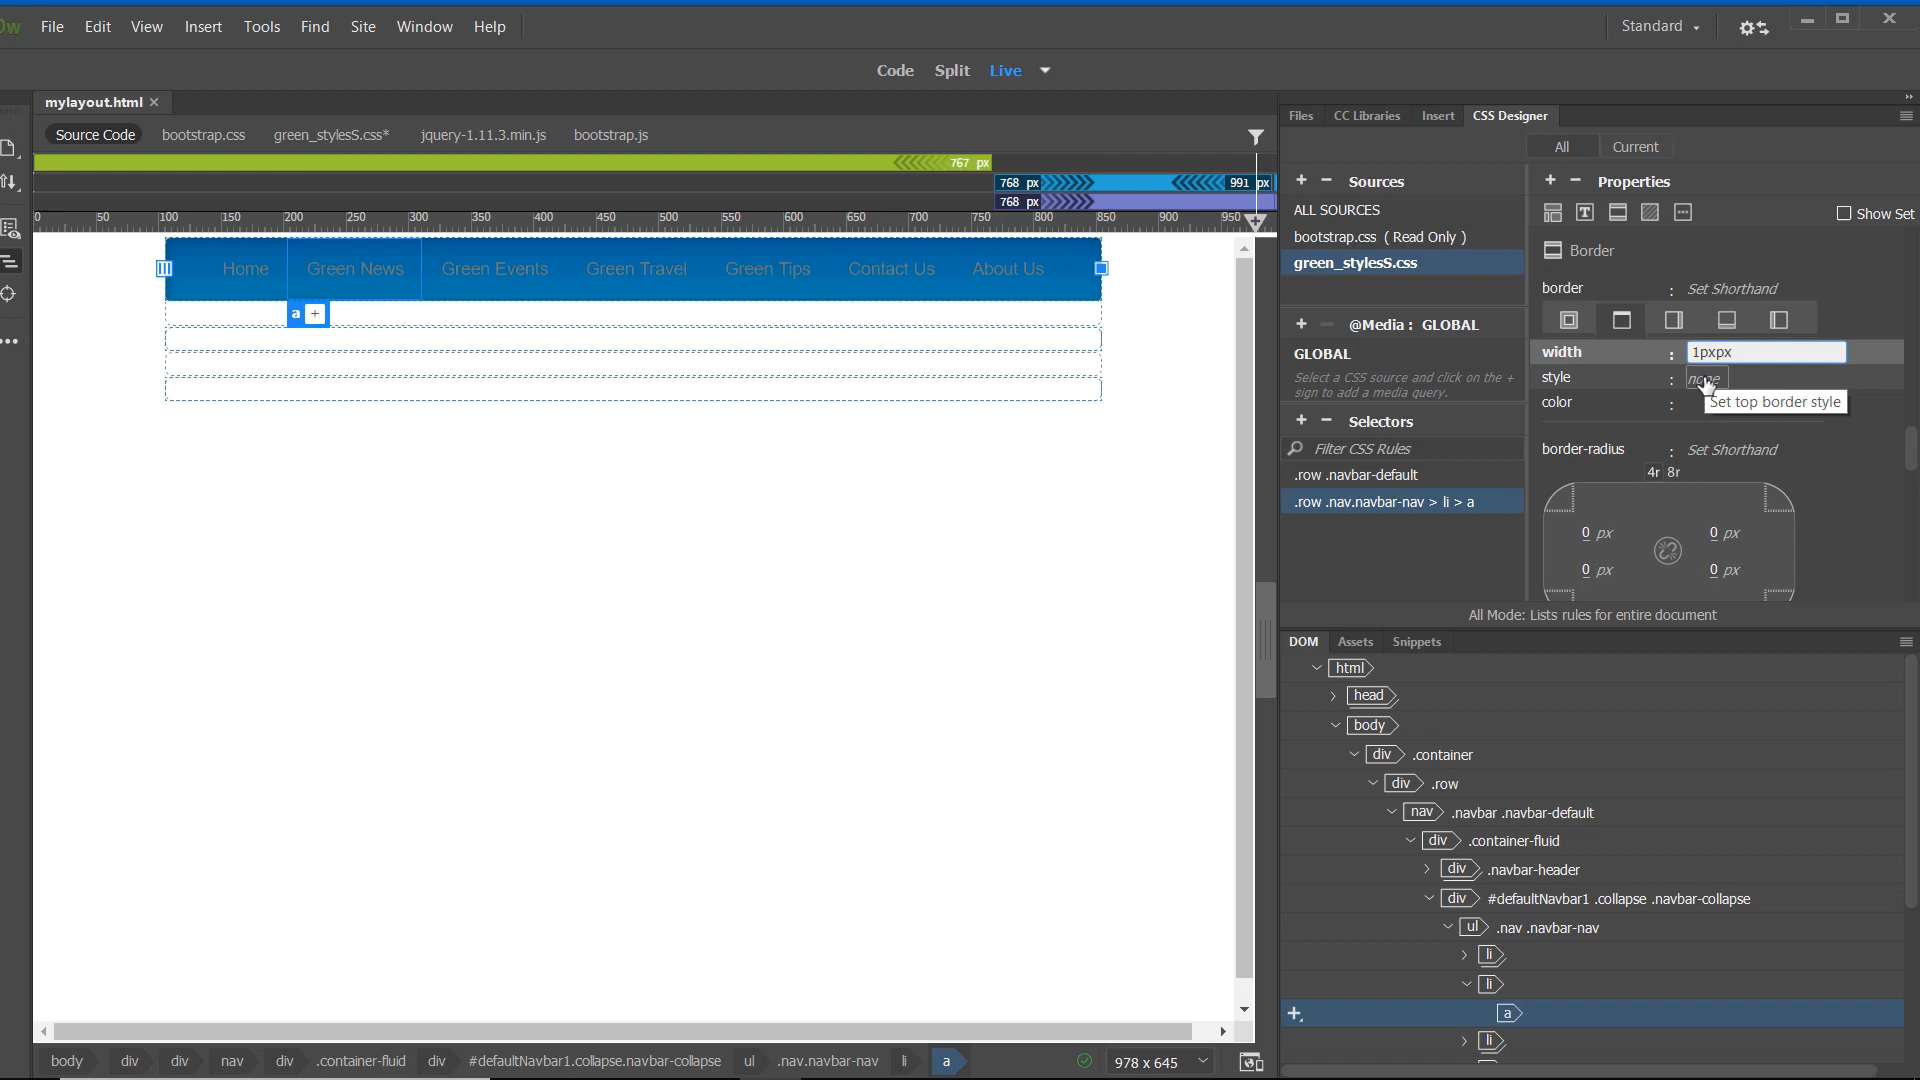 Dw File Edit View Insert Tools Find Site Window Help Standard
Code Split Live
mylayout.html
Source Code bootstrap.css green_stylesS.css* jquery-1.11.3.min.js bootstrap.js
767 px
768 px 991 px
768 px
0 50 100 150 200 250 300 350 400 450 500 550 600 650 700 750 800 850 900 950
Home Green News Green Events Green Travel Green Tips Contact Us About Us
a +
Files CC Libraries Insert CSS Designer
All Current
+ − Sources
ALL SOURCES
bootstrap.css ( Read Only )
green_stylesS.css
+ − @Media : GLOBAL
GLOBAL
Select a CSS source and click on the +
sign to add a media query.
+ − Selectors
Filter CSS Rules
.row .navbar-default
.row .nav.navbar-nav > li > a
+ − Properties
Show Set
Border
border : Set Shorthand
width : 1pxpx
style : none
Set top border style
color :
border-radius : Set Shorthand
4r 8r
0 px 0 px
0 px 0 px
All Mode: Lists rules for entire document
DOM Assets Snippets
html
head
body
div .container
div .row
nav .navbar .navbar-default
div .container-fluid
div .navbar-header
div #defaultNavbar1 .collapse .navbar-collapse
ul .nav .navbar-nav
li
li
a
li
body div div nav div .container-fluid div #defaultNavbar1.collapse.navbar-collapse ul .nav.navbar-nav li a 978 x 645